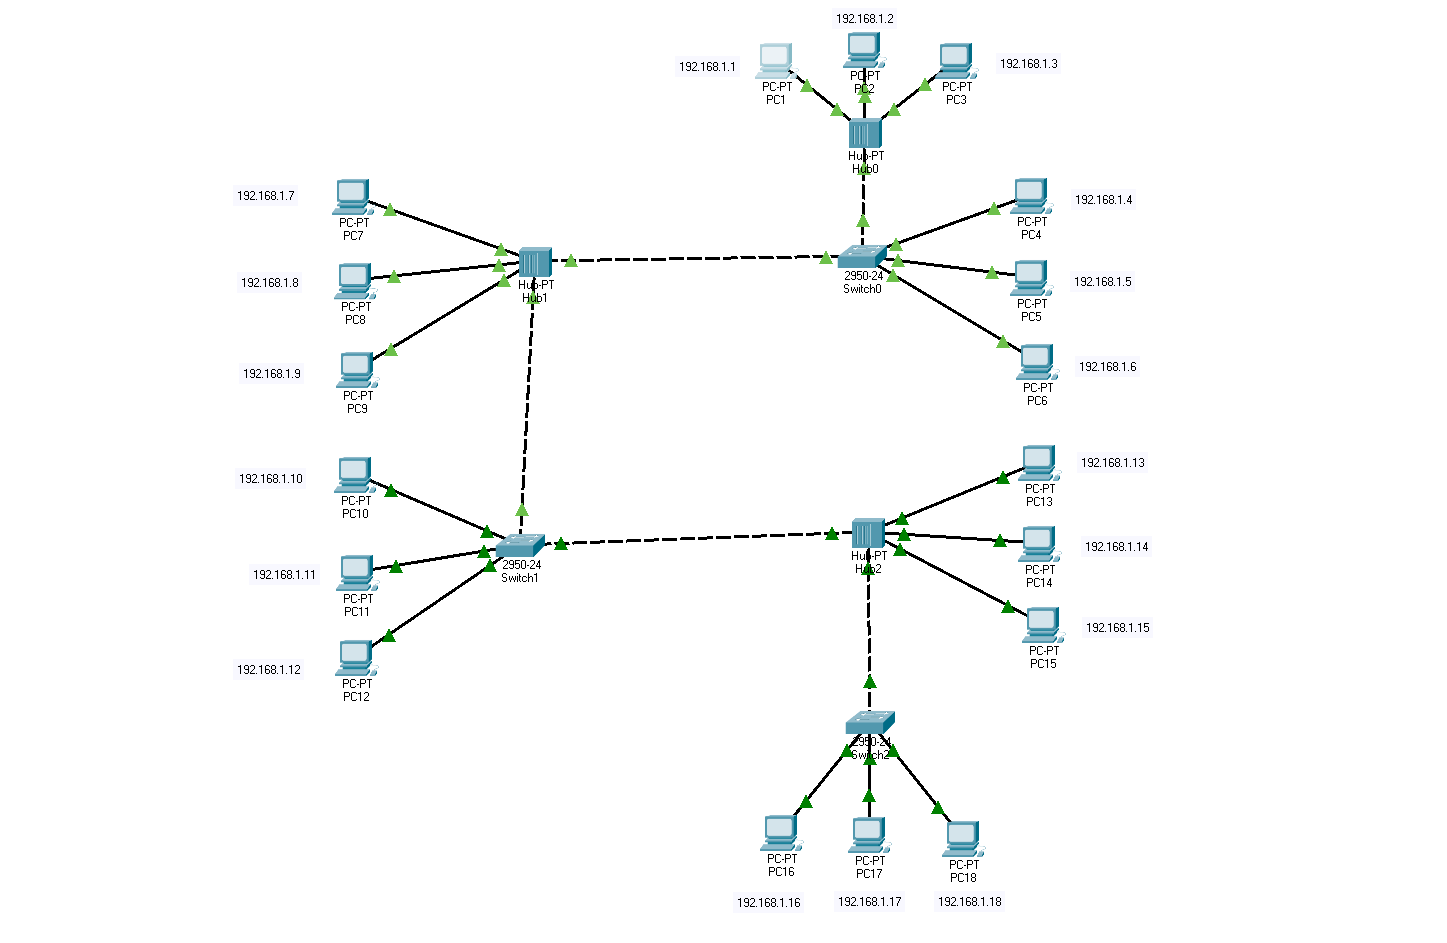 192.168.1.2
192.168.1.1
PC-PT
PC1
PC-PT
PC2
PC-PT
PC3
192.168.1.3
Hub-PT
Hub0
192.168.1.7
PC-PT
PC7
192.168.1.4
PC-PT
PC4
192.168.1.8
PC-PT
PC8
Hub-PT
Hub1
2950-24
Switch0
192.168.1.5
PC-PT
PC5
192.168.1.9
PC-PT
PC9
192.168.1.6
PC-PT
PC6
192.168.1.10
PC-PT
PC10
192.168.1.13
PC-PT
PC13
192.168.1.11
PC-PT
PC11
2950-24
Switch1
Hub-PT
Hub2
192.168.1.14
PC-PT
PC14
192.168.1.12
PC-PT
PC12
192.168.1.15
PC-PT
PC15
2950-24
Switch2
PC-PT
PC16
PC-PT
PC17
PC-PT
PC18
192.168.1.16
192.168.1.17
192.168.1.18